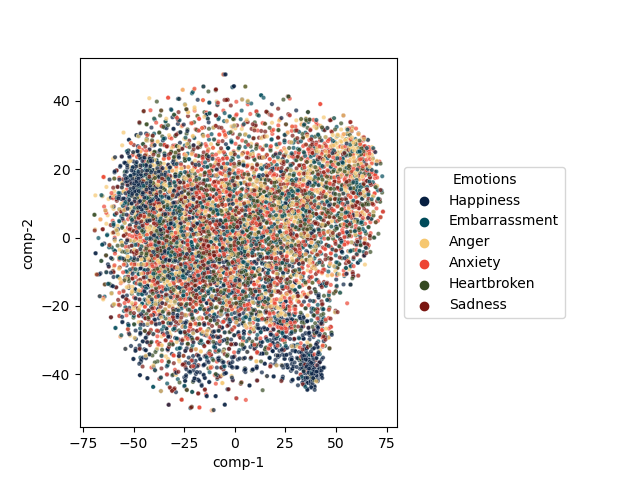 40
20
0
−20
−40
comp-2
−75
−50
−25
0
25
50
75
comp-1
Emotions
Happiness
Embarrassment
Anger
Anxiety
Heartbroken
Sadness